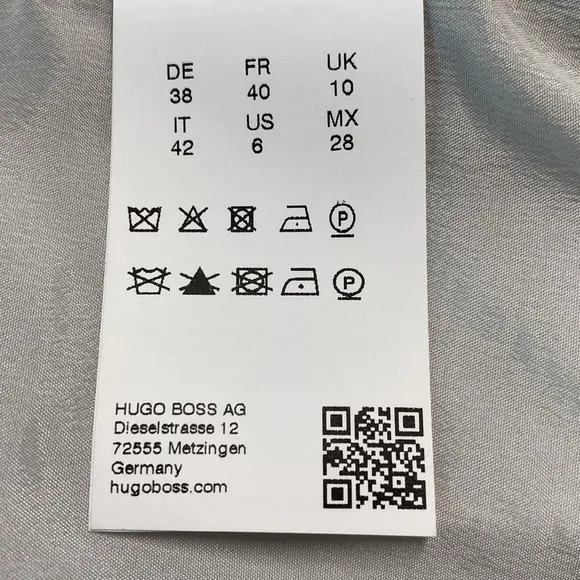 DE FR UK
38 40 10
IT US MX
42 6 28
P
P
HUGO BOSS AG
Dieselstrasse 12
72555 Metzingen
Germany
hugoboss.com